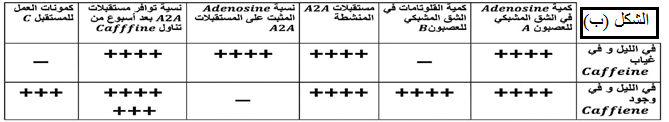 الشكل (ب)
كمية Adenosine
في الشق المشبكي
للعصبون A
كمية القلوتامات في
الشق المشبكي
للعصبون B
مستقبلات A2A
المنشطة
نسبة Adenosine
المثبت على المستقبلات
A2A
نسبة توافر مستقبلات
A2A بعد أسبوع من
تناول Cafffine
كمونات العمل
للمستقبل C
في الليل و في
غياب
Caffeine
++++
—
++++
++++
++++
—
في الليل و في
وجود
Caffiene
++++
++++
++++
—
++++
+++
+++